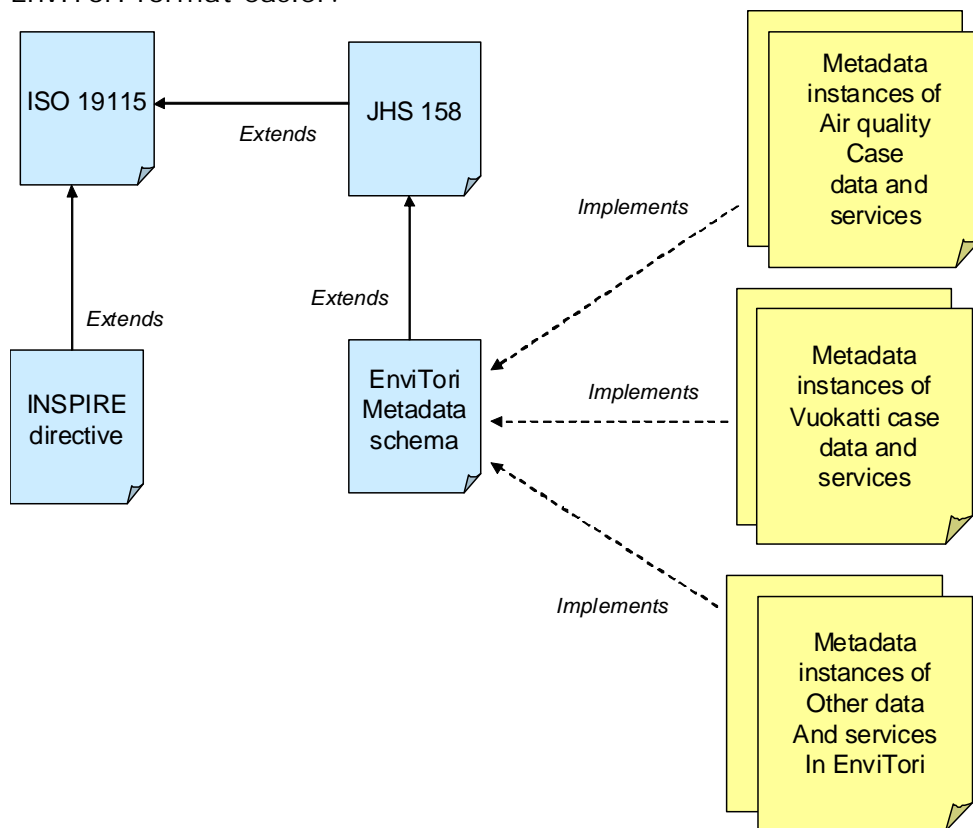 ISO 19115
JHS 158
Extends
Metadata
instances of
Air quality
Case
data and
services
Implements
Extends
Extends
INSPIRE
directive
EnviTori
Metadata
schema
Implements
Metadata
instances of
Vuokatti case
data and
services
Implements
Metadata
instances of
Other data
And services
In EnviTori